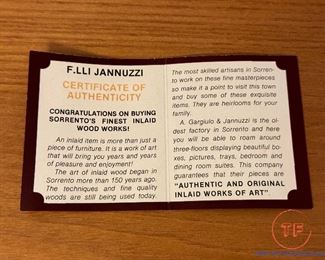 F.LLI JANNUZZI
CERTIFICATE OF
AUTHENTICITY
CONGRATULATIONS ON BUYING
SORRENTO'S FINEST INLAID
WOOD WORKS!
An inlaid item is more than just a
piece of furniture. It is a work of art
that will bring you years and years
of pleasure and enjoyment!
The art of inlaid wood began in
Sorrento more than 150 years ago.
The techniques and fine quality
woods are still being used today.
The most skilled artisans in Sorren-
to work on these fine masterpieces
so make it a point to visit this town
and buy some of these exquisite
items. They are heirlooms for your
family.
A. Gargiulo & Jannuzzi is the ol-
dest factory in Sorrento and here
you will be able to roam around
three-floors displaying beautiful
boxes, pictures, trays, bedroom and
dining room suites. This company
guarantees that their pieces are
"AUTHENTIC AND ORIGINAL
INLAID WORKS OF ART".
TF